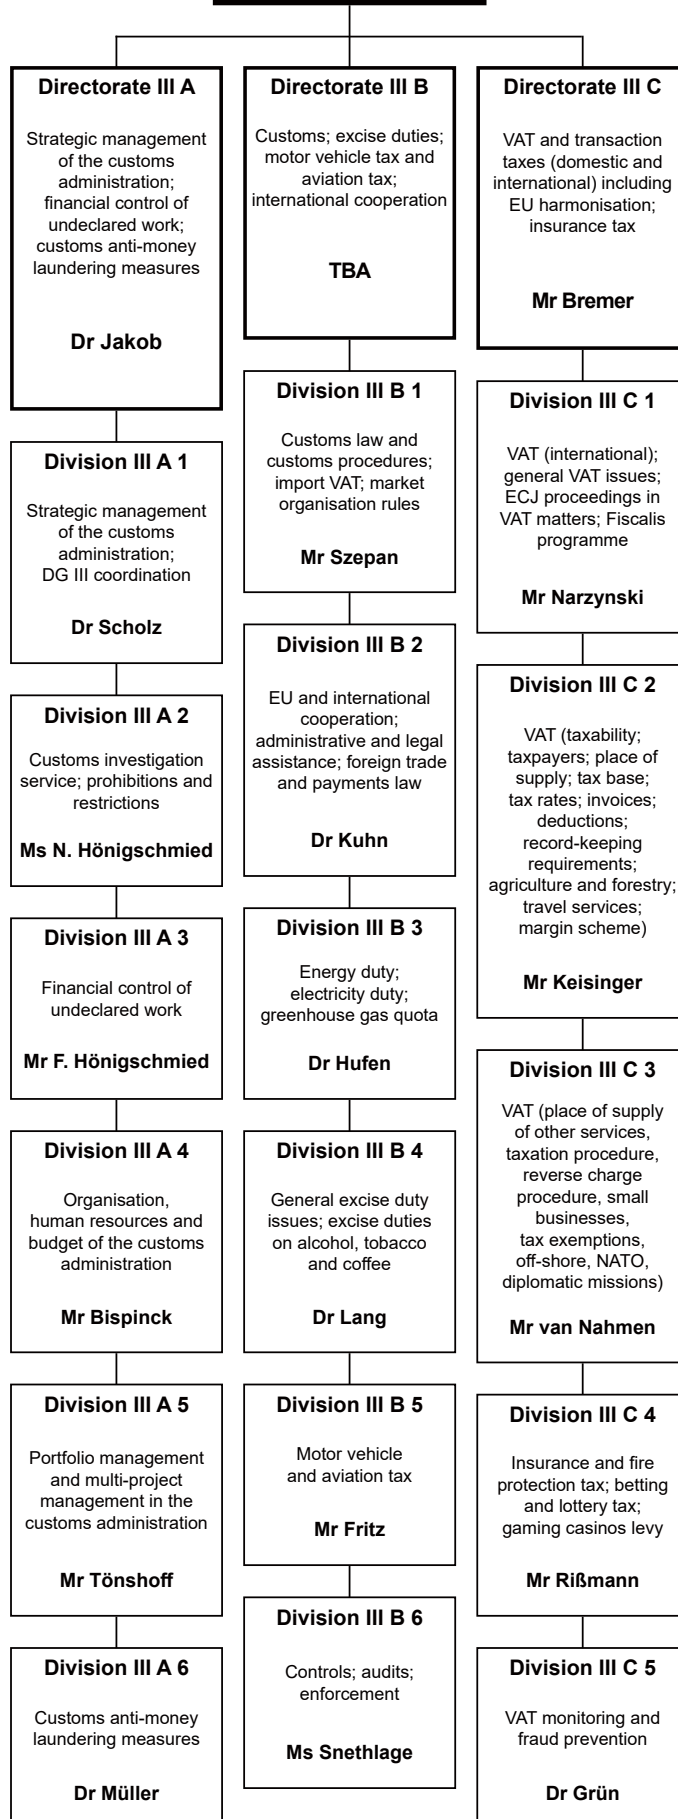 Directorate III A
Strategic management
of the customs
administration;
financial control of
undeclared work;
customs anti-money
laundering measures
Dr Jakob
Division III A 1
Strategic management
of the customs
administration;
DG III coordination
Dr Scholz
Division III A 2
Customs investigation
service; prohibitions and
restrictions
Ms N. Hönigschmied
Division III A 3
Financial control of
undeclared work
Mr F. Hönigschmied
Division III A 4
Organisation,
human resources and
budget of the customs
administration
Mr Bispinck
Division III A 5
Portfolio management
and multi-project
management in the
customs administration
Mr Tönshoff
Division III A 6
Customs anti-money
laundering measures
Dr Müller
Directorate III B
Customs; excise duties;
motor vehicle tax and
aviation tax;
international cooperation
TBA
Division III B 1
Customs law and
customs procedures;
import VAT; market
organisation rules
Mr Szepan
Division III B 2
EU and international
cooperation;
administrative and legal
assistance; foreign trade
and payments law
Dr Kuhn
Division III B 3
Energy duty;
electricity duty;
greenhouse gas quota
Dr Hufen
Division III B 4
General excise duty
issues; excise duties
on alcohol, tobacco
and coffee
Dr Lang
Division III B 5
Motor vehicle
and aviation tax
Mr Fritz
Division III B 6
Controls; audits;
enforcement
Ms Snethlage
Directorate III C
VAT and transaction
taxes (domestic and
international) including
EU harmonisation;
insurance tax
Mr Bremer
Division III C 1
VAT (international);
general VAT issues;
ECJ proceedings in
VAT matters; Fiscalis
programme
Mr Narzynski
Division III C 2
VAT (taxability;
taxpayers; place of
supply; tax base;
tax rates; invoices;
deductions;
record-keeping
requirements;
agriculture and forestry;
travel services;
margin scheme)
Mr Keisinger
Division III C 3
VAT (place of supply
of other services,
taxation procedure,
reverse charge
procedure, small
businesses,
tax exemptions,
off-shore, NATO,
diplomatic missions)
Mr van Nahmen
Division III C 4
Insurance and fire
protection tax; betting
and lottery tax;
gaming casinos levy
Mr Rißmann
Division III C 5
VAT monitoring and
fraud prevention
Dr Grün